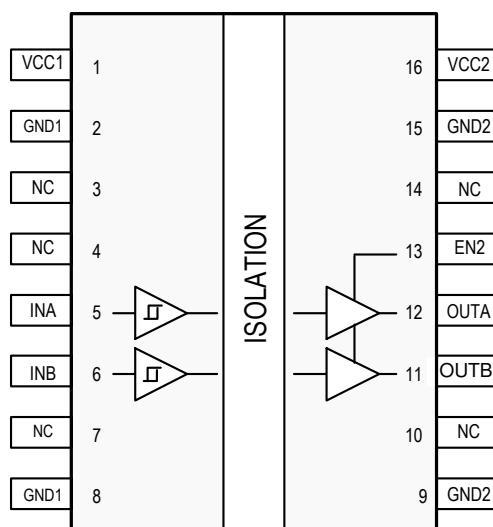 VCC1 1 16 VCC2
GND1 2 15 GND2
NC 3 14 NC
NC 4 13 EN2
ISOLATION
INA 5 12 OUTA
INB 6 11 OUTB
NC 7 10 NC
GND1 8 9 GND2